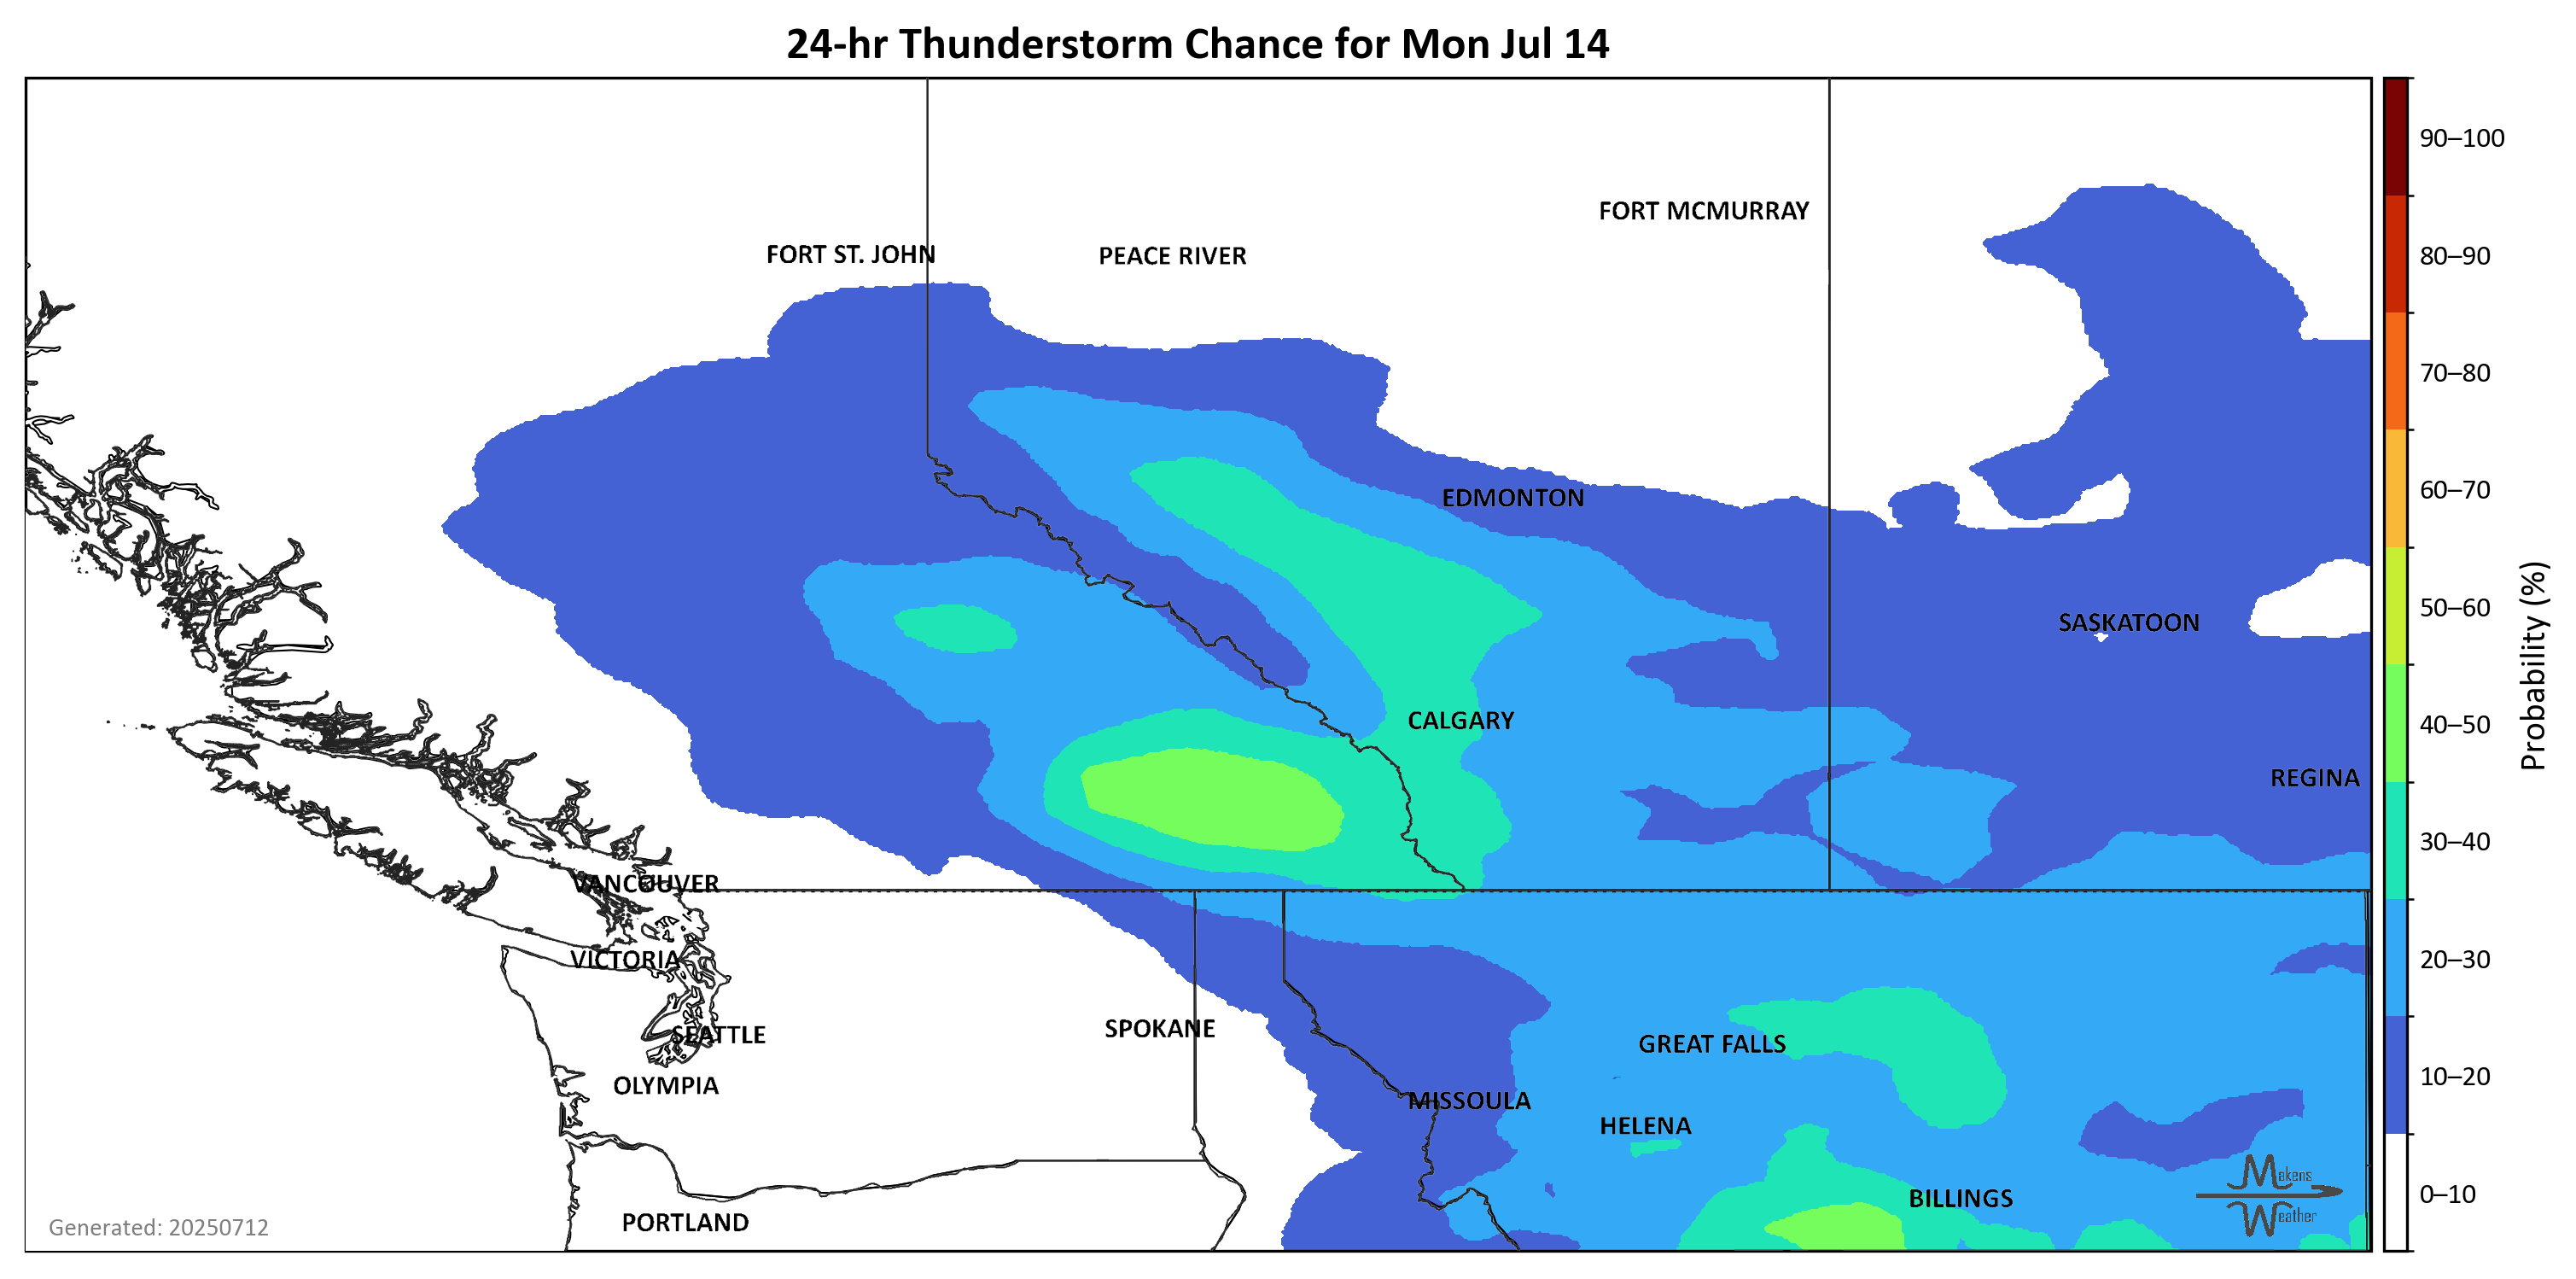 24-hr Thunderstorm Chance for Mon Jul 14
FORT MCMURRAY
FORT ST. JOHN
PEACE RIVER
EDMONTON
SASKATOON
CALGARY
REGINA
VANCOUVER
VICTORIA
SPOKANE
SEATTLE
GREAT FALLS
OLYMPIA
MISSOULA
HELENA
BILLINGS
PORTLAND
Makens
Weather
Generated: 20250712
90–100
80–90
70–80
60–70
50–60
40–50
30–40
20–30
10–20
0–10
Probability (%)